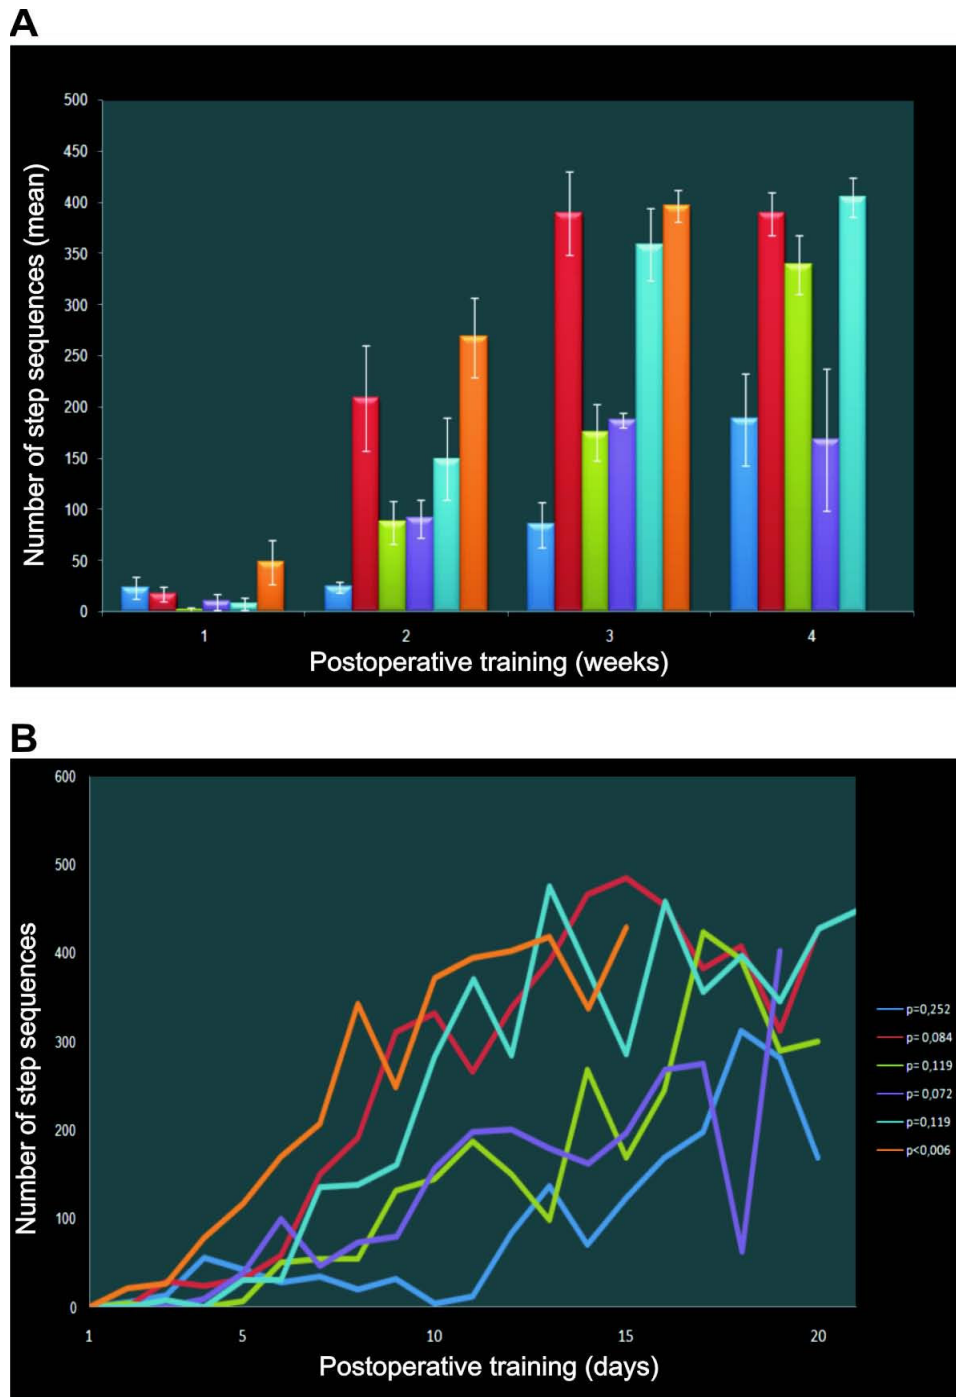 A
500
450
400
350
300
250
200
150
100
50
0
Number of step sequences (mean)
1 2 3 4
Postoperative training (weeks)
B
600
500
400
300
200
100
0
Number of step sequences
1 5 10 15 20
Postoperative training (days)
p=0,252
p= 0,084
p= 0,119
p= 0,072
p=0,119
p<0,006